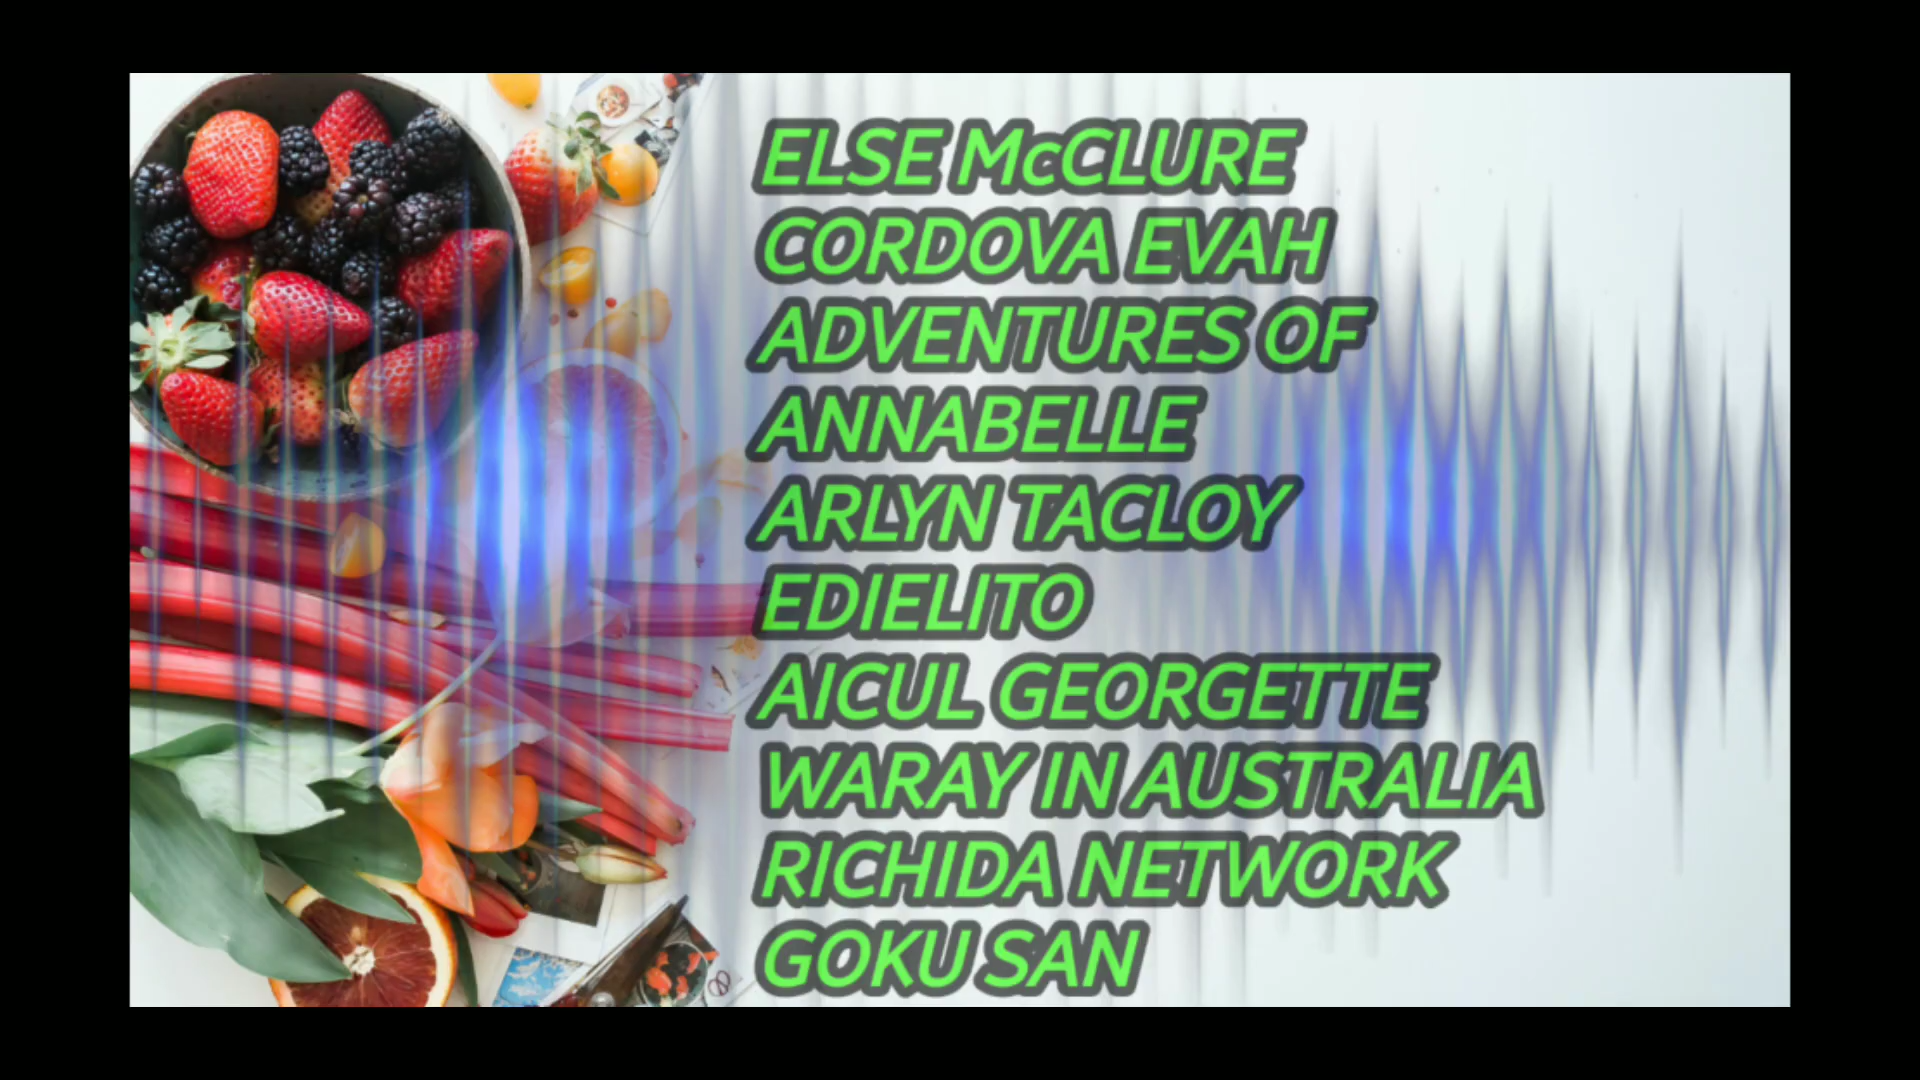 ELSE McCLURE
CORDOVA EVAH
ADVENTURES OF
ANNABELLE
ARLYN TACLOY
EDIELITO
AICUL GEORGETTE
WARAY IN AUSTRALIA
RICHIDA NETWORK
GOKU SAN